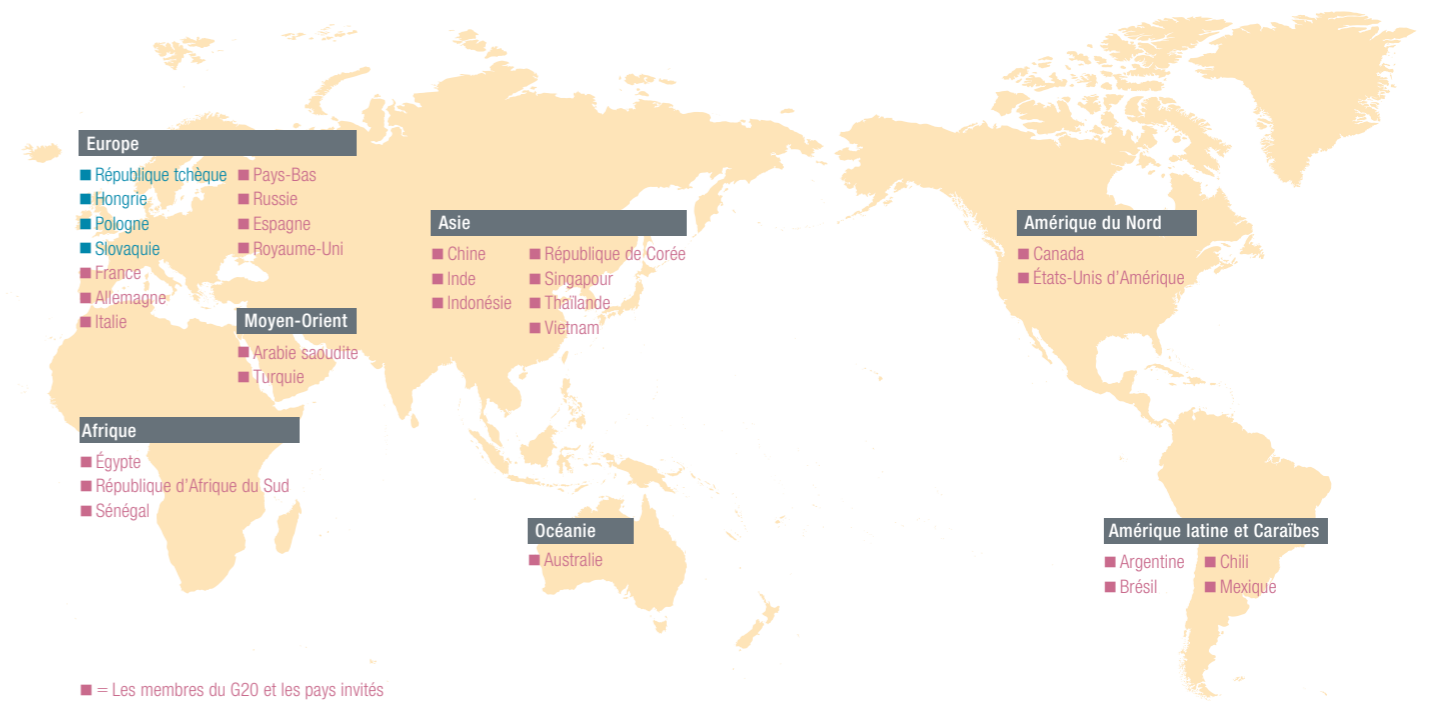 Europe
République tchèque
Hongrie
Pologne
Slovaquie
France
Allemagne
Italie
Pays-Bas
Russie
Espagne
Royaume-Uni
Moyen-Orient
Arabie saoudite
Turquie
Afrique
Égypte
République d'Afrique du Sud
Sénégal
Asie
Chine
Inde
Indonésie
République de Corée
Singapour
Thaïlande
Vietnam
Océanie
Australie
Amérique du Nord
Canada
États-Unis d'Amérique
Amérique latine et Caraïbes
Argentine
Brésil
Chili
Mexique
= Les membres du G20 et les pays invités